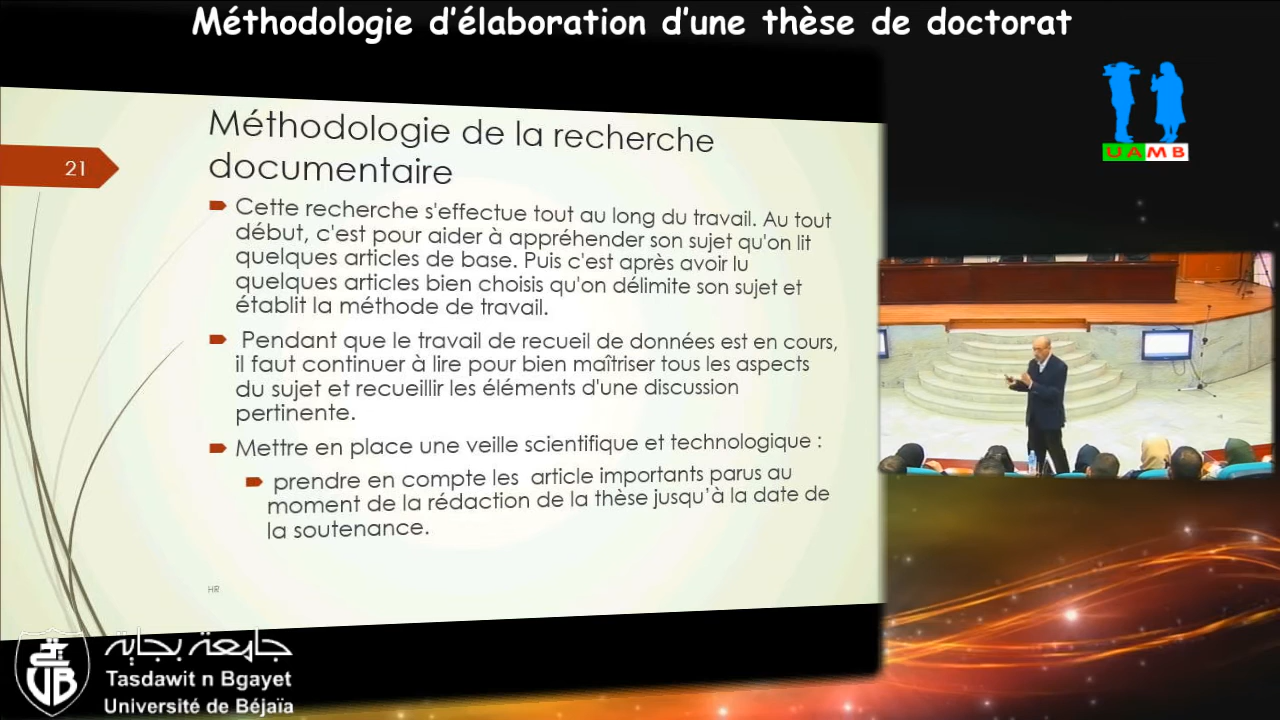 Méthodologie d’élaboration d’une thèse de doctorat
UAMB
21
Méthodologie de la recherche
documentaire
Cette recherche s'effectue tout au long du travail. Au tout
début, c'est pour aider à appréhender son sujet qu'on lit
quelques articles de base. Puis c'est après avoir lu
quelques articles bien choisis qu'on délimite son sujet et
établit la méthode de travail.
Pendant que le travail de recueil de données est en cours,
il faut continuer à lire pour bien maîtriser tous les aspects
du sujet et recueillir les éléments d'une discussion
pertinente.
Mettre en place une veille scientifique et technologique :
prendre en compte les article importants parus au
moment de la rédaction de la thèse jusqu’à la date de
la soutenance.
HR
جامعة بجاية
Tasdawit n Bgayet
Université de Béjaïa